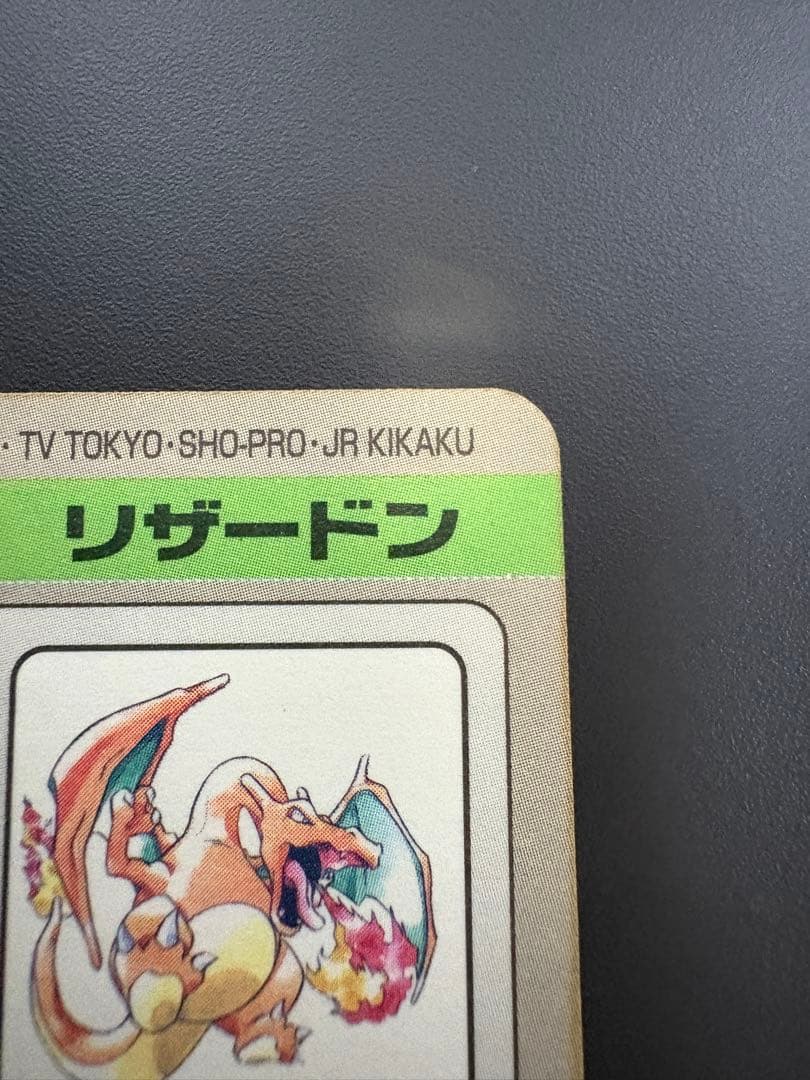 · TV TOKYO·SHO-PRO·JR KIKAKU
リザードン